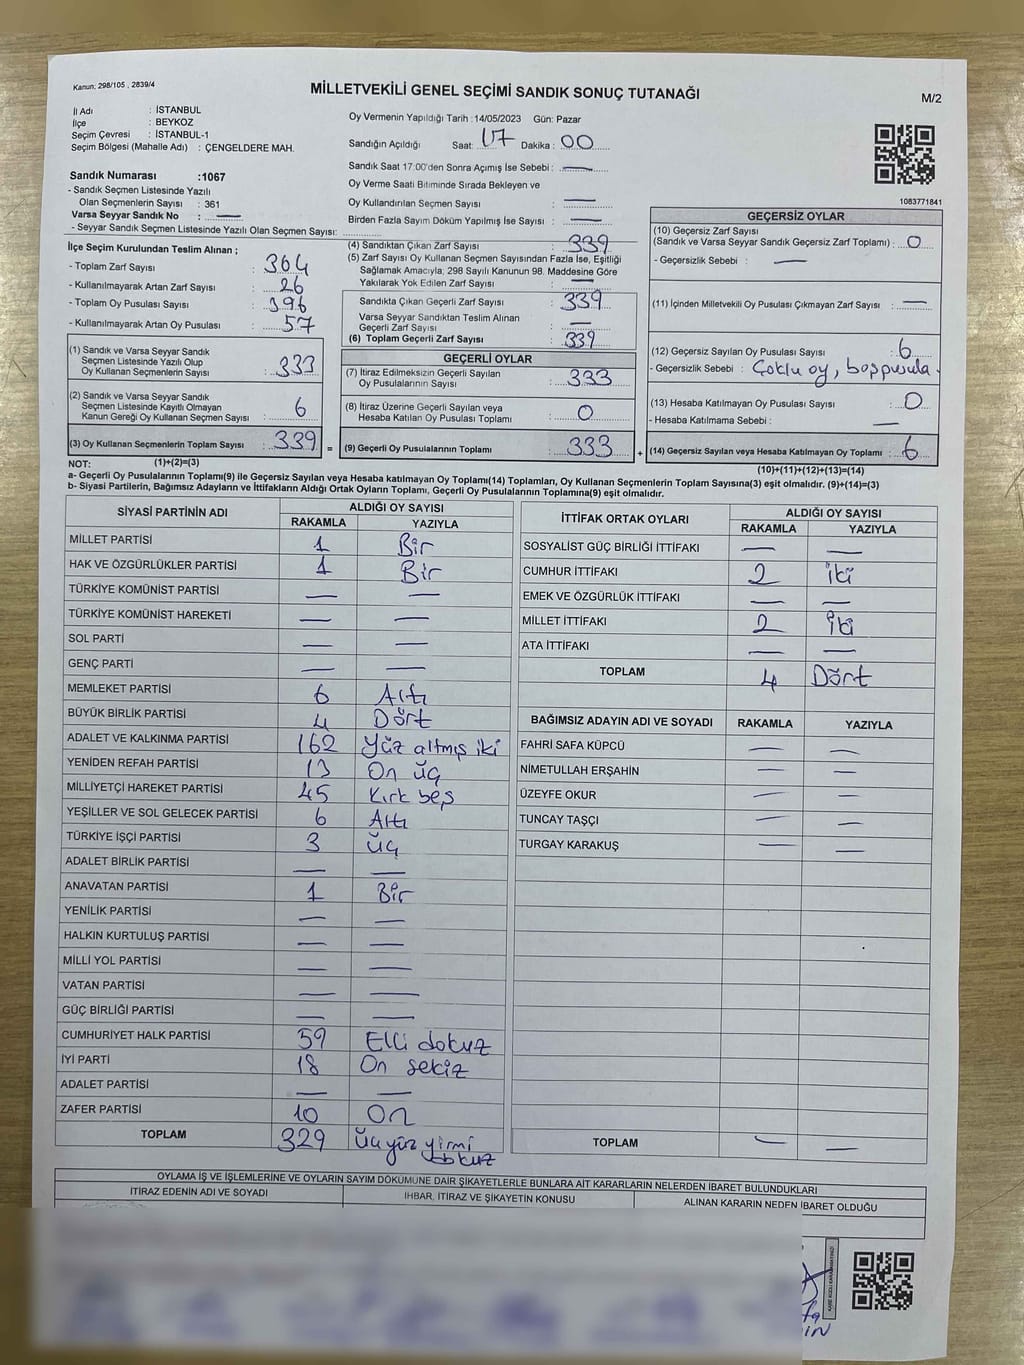 Kanun: 298/105 , 2839/4
MİLLETVEKİLİ GENEL SEÇİMİ SANDIK SONUÇ TUTANAĞI
M/2
İl Adı : İSTANBUL
İlçe : BEYKOZ
Seçim Çevresi : İSTANBUL-1
Seçim Bölgesi (Mahalle Adı) : ÇENGELDERE MAH.
Sandık Numarası :1067
- Sandık Seçmen Listesinde Yazılı
Olan Seçmenlerin Sayısı : 361
Varsa Seyyar Sandık No : —
- Seyyar Sandık Seçmen Listesinde Yazılı Olan Seçmen Sayısı:
Oy Vermenin Yapıldığı Tarih :14/05/2023 Gün: Pazar
Sandığın Açıldığı Saat: 17 Dakika : 00
Sandık Saat 17:00'den Sonra Açımış İse Sebebi : —
Oy Verme Saati Bitiminde Sırada Bekleyen ve
Oy Kullandırılan Seçmen Sayısı : —
Birden Fazla Sayım Döküm Yapılmış İse Sayısı : —
1083771841
İlçe Seçim Kurulundan Teslim Alınan ;
- Toplam Zarf Sayısı : 364
- Kullanılmayarak Artan Zarf Sayısı : 26
- Toplam Oy Pusulası Sayısı : 396
- Kullanılmayarak Artan Oy Pusulası : 57
(1) Sandık ve Varsa Seyyar Sandık
Seçmen Listesinde Yazılı Olup
Oy Kullanan Seçmenlerin Sayısı : 333
(2) Sandık ve Varsa Seyyar Sandık
Seçmen Listesinde Kayıtlı Olmayan
Kanun Gereği Oy Kullanan Seçmen Sayısı : 6
(3) Oy Kullanan Seçmenlerin Toplam Sayısı : 339 =
(1)+(2)=(3)
(4) Sandıktan Çıkan Zarf Sayısı : 339
(5) Zarf Sayısı Oy Kullanan Seçmen Sayısından Fazla İse, Eşitliği
Sağlamak Amacıyla, 298 Sayılı Kanunun 98. Maddesine Göre
Yakılarak Yok Edilen Zarf Sayısı : —
Sandıkta Çıkan Geçerli Zarf Sayısı : 339
Varsa Seyyar Sandıktan Teslim Alınan
Geçerli Zarf Sayısı : —
(6) Toplam Geçerli Zarf Sayısı : 339
GEÇERLİ OYLAR
(7) İtiraz Edilmeksizin Geçerli Sayılan
Oy Pusulalarının Sayısı : 333
(8) İtiraz Üzerine Geçerli Sayılan veya
Hesaba Katılan Oy Pusulası Toplamı : 0
(9) Geçerli Oy Pusulalarının Toplamı : 333 +
GEÇERSİZ OYLAR
(10) Geçersiz Zarf Sayısı
(Sandık ve Varsa Seyyar Sandık Geçersiz Zarf Toplamı) : 0
- Geçersizlik Sebebi : —
(11) İçinden Milletvekili Oy Pusulası Çıkmayan Zarf Sayısı : —
(12) Geçersiz Sayılan Oy Pusulası Sayısı : 6
- Geçersizlik Sebebi : Çoklu oy, boş pusula.
(13) Hesaba Katılmayan Oy Pusulası Sayısı : 0
- Hesaba Katılmama Sebebi : —
(14) Geçersiz Sayılan veya Hesaba Katılmayan Oy Toplamı : 6
(10)+(11)+(12)+(13)=(14)
NOT:
a- Geçerli Oy Pusulalarının Toplamı(9) ile Geçersiz Sayılan veya Hesaba katılmayan Oy Toplamı(14) Toplamları, Oy Kullanan Seçmenlerin Toplam Sayısına(3) eşit olmalıdır. (9)+(14)=(3)
b- Siyasi Partilerin, Bağımsız Adayların ve İttifakların Aldığı Ortak Oyların Toplamı, Geçerli Oy Pusulalarının Toplamına(9) eşit olmalıdır.
SİYASİ PARTİNİN ADI ALDIĞI OY SAYISI
RAKAMLA YAZIYLA
MİLLET PARTİSİ 1 Bir
HAK VE ÖZGÜRLÜKLER PARTİSİ 1 Bir
TÜRKİYE KOMÜNİST PARTİSİ — —
TÜRKİYE KOMÜNİST HAREKETİ — —
SOL PARTİ — —
GENÇ PARTİ — —
MEMLEKET PARTİSİ 6 Altı
BÜYÜK BİRLİK PARTİSİ 4 Dört
ADALET VE KALKINMA PARTİSİ 162 Yüz altmış iki
YENİDEN REFAH PARTİSİ 13 On üç
MİLLİYETÇİ HAREKET PARTİSİ 45 Kırk beş
YEŞİLLER VE SOL GELECEK PARTİSİ 6 Altı
TÜRKİYE İŞÇİ PARTİSİ 3 üç
ADALET BİRLİK PARTİSİ — —
ANAVATAN PARTİSİ 1 Bir
YENİLİK PARTİSİ — —
HALKIN KURTULUŞ PARTİSİ — —
MİLLİ YOL PARTİSİ — —
VATAN PARTİSİ — —
GÜÇ BİRLİĞİ PARTİSİ — —
CUMHURİYET HALK PARTİSİ 59 Elli dokuz
İYİ PARTİ 18 On sekiz
ADALET PARTİSİ — —
ZAFER PARTİSİ 10 On
TOPLAM 329 üç yüz yirmi
dokuz
İTTİFAK ORTAK OYLARI ALDIĞI OY SAYISI
RAKAMLA YAZIYLA
SOSYALİST GÜÇ BİRLİĞİ İTTİFAKI — —
CUMHUR İTTİFAKI 2 iki
EMEK VE ÖZGÜRLÜK İTTİFAKI — —
MİLLET İTTİFAKI 2 iki
ATA İTTİFAKI — —
TOPLAM 4 Dört
BAĞIMSIZ ADAYIN ADI VE SOYADI RAKAMLA YAZIYLA
FAHRİ SAFA KÜPCÜ — —
NİMETULLAH ERŞAHİN — —
ÜZEYFE OKUR — —
TUNCAY TAŞÇI — —
TURGAY KARAKUŞ — —
TOPLAM — —
OYLAMA İŞ VE İŞLEMLERİNE VE OYLARIN SAYIM DÖKÜMÜNE DAİR ŞİKAYETLERLE BUNLARA AİT KARARLARIN NELERDEN İBARET BULUNDUKLARI
İTİRAZ EDENİN ADI VE SOYADI İHBAR, İTİRAZ VE ŞİKAYETİN KONUSU ALINAN KARARIN NEDEN İBARET OLDUĞU